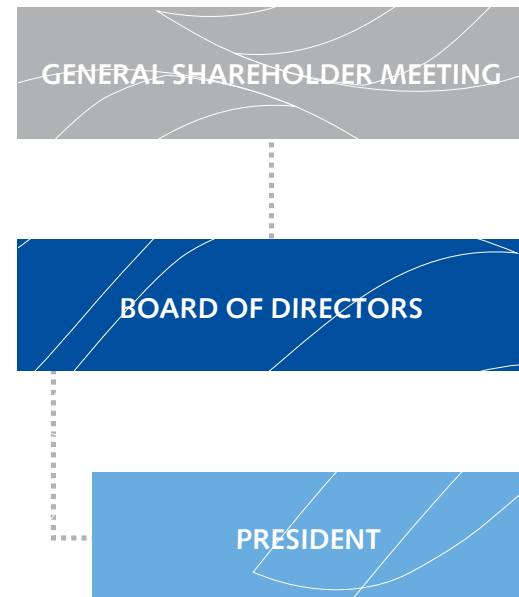 GENERAL SHAREHOLDER MEETING
BOARD OF DIRECTORS
PRESIDENT